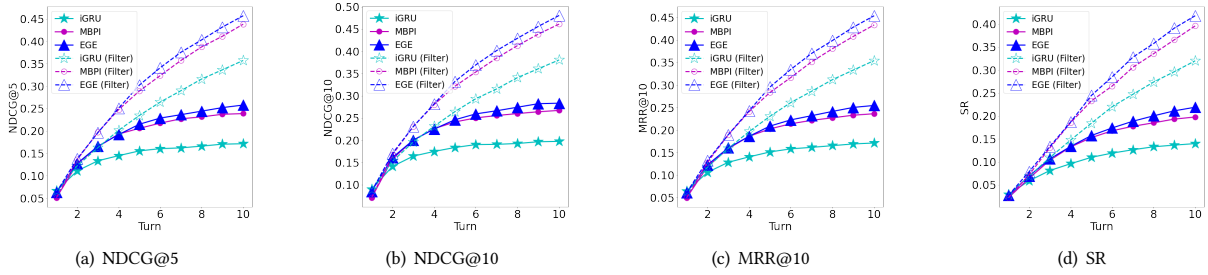 NDCG@5
0.45
0.40
0.35
0.30
0.25
0.20
0.15
0.10
0.05
iGRU
MBPI
EGE
iGRU (Filter)
MBPI (Filter)
EGE (Filter)
2 4 6 8 10
Turn
(a) NDCG@5
NDCG@10
0.50
0.45
0.40
0.35
0.30
0.25
0.20
0.15
0.10
iGRU
MBPI
EGE
iGRU (Filter)
MBPI (Filter)
EGE (Filter)
2 4 6 8 10
Turn
(b) NDCG@10
MRR@10
0.45
0.40
0.35
0.30
0.25
0.20
0.15
0.10
0.05
iGRU
MBPI
EGE
iGRU (Filter)
MBPI (Filter)
EGE (Filter)
2 4 6 8 10
Turn
(c) MRR@10
SR
0.40
0.35
0.30
0.25
0.20
0.15
0.10
0.05
iGRU
MBPI
EGE
iGRU (Filter)
MBPI (Filter)
EGE (Filter)
2 4 6 8 10
Turn
(d) SR